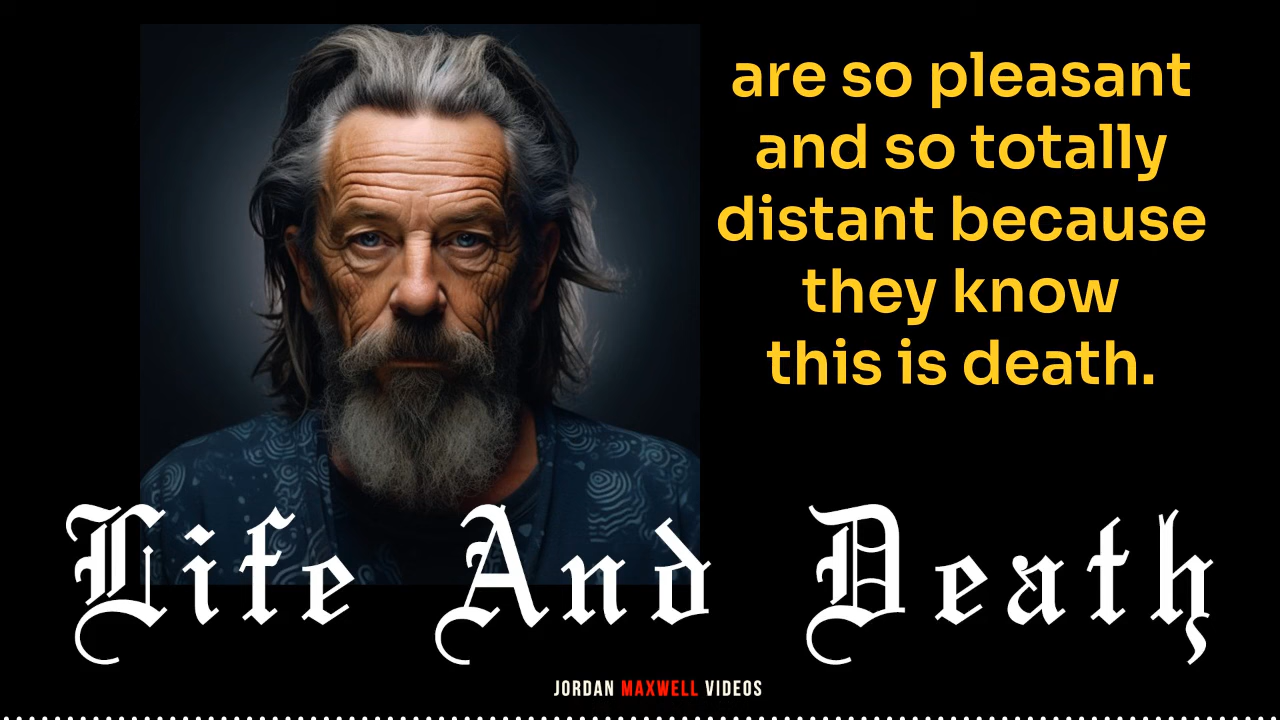 are so pleasant
and so totally
distant because
they know
this is death.
Life And Death
JORDAN MAXWELL VIDEOS